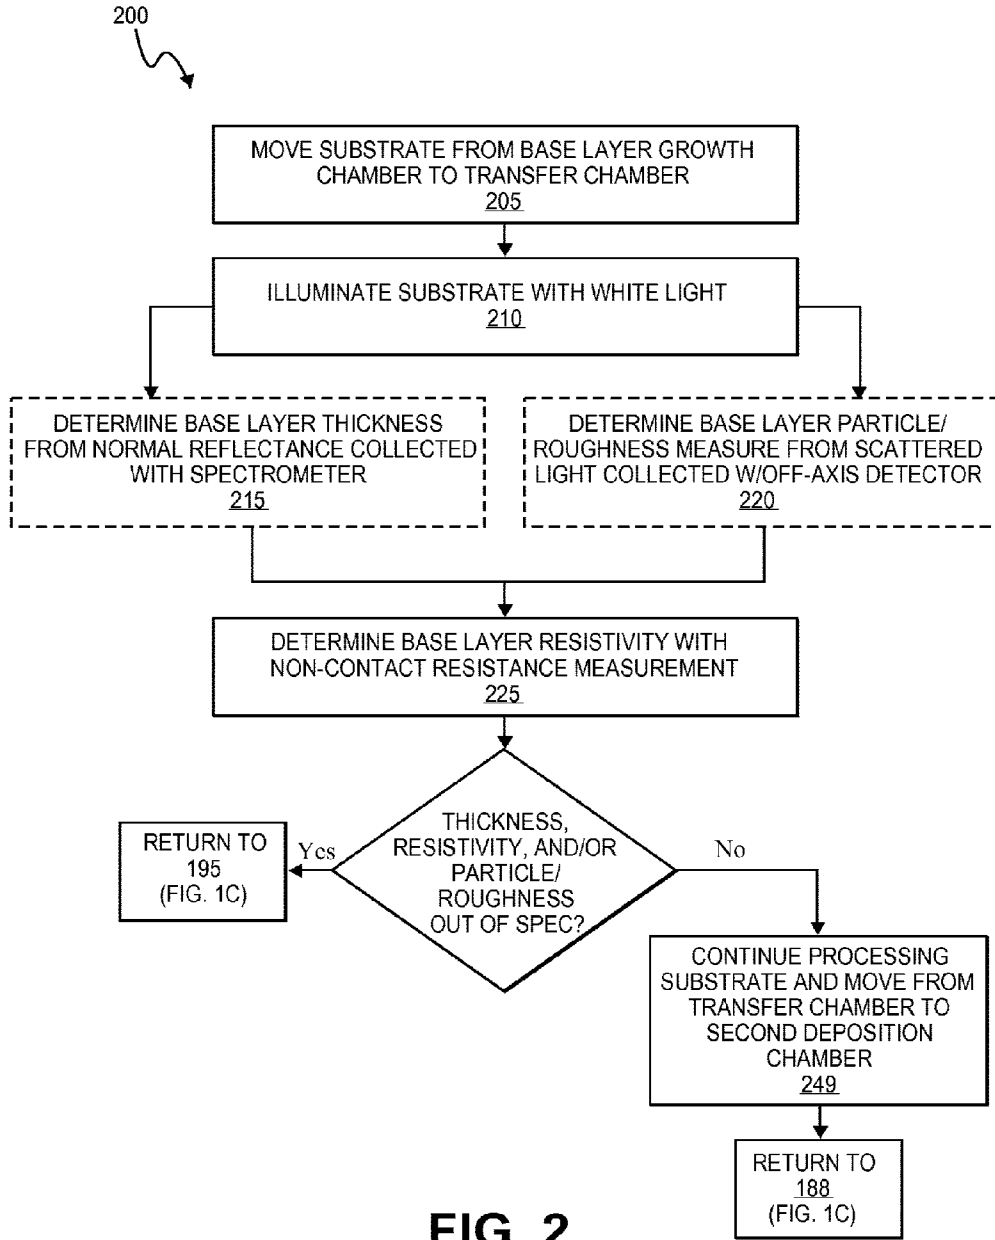 200
MOVE SUBSTRATE FROM BASE LAYER GROWTH
CHAMBER TO TRANSFER CHAMBER
205
ILLUMINATE SUBSTRATE WITH WHITE LIGHT
210
DETERMINE BASE LAYER THICKNESS
FROM NORMAL REFLECTANCE COLLECTED
WITH SPECTROMETER
215
DETERMINE BASE LAYER PARTICLE/
ROUGHNESS MEASURE FROM SCATTERED
LIGHT COLLECTED W/OFF-AXIS DETECTOR
220
DETERMINE BASE LAYER RESISTIVITY WITH
NON-CONTACT RESISTANCE MEASUREMENT
225
THICKNESS,
RESISTIVITY, AND/OR
PARTICLE/
ROUGHNESS
OUT OF SPEC?
Yes
RETURN TO
195
(FIG. 1C)
No
CONTINUE PROCESSING
SUBSTRATE AND MOVE FROM
TRANSFER CHAMBER TO
SECOND DEPOSITION
CHAMBER
249
RETURN TO
188
(FIG. 1C)
FIG. 2